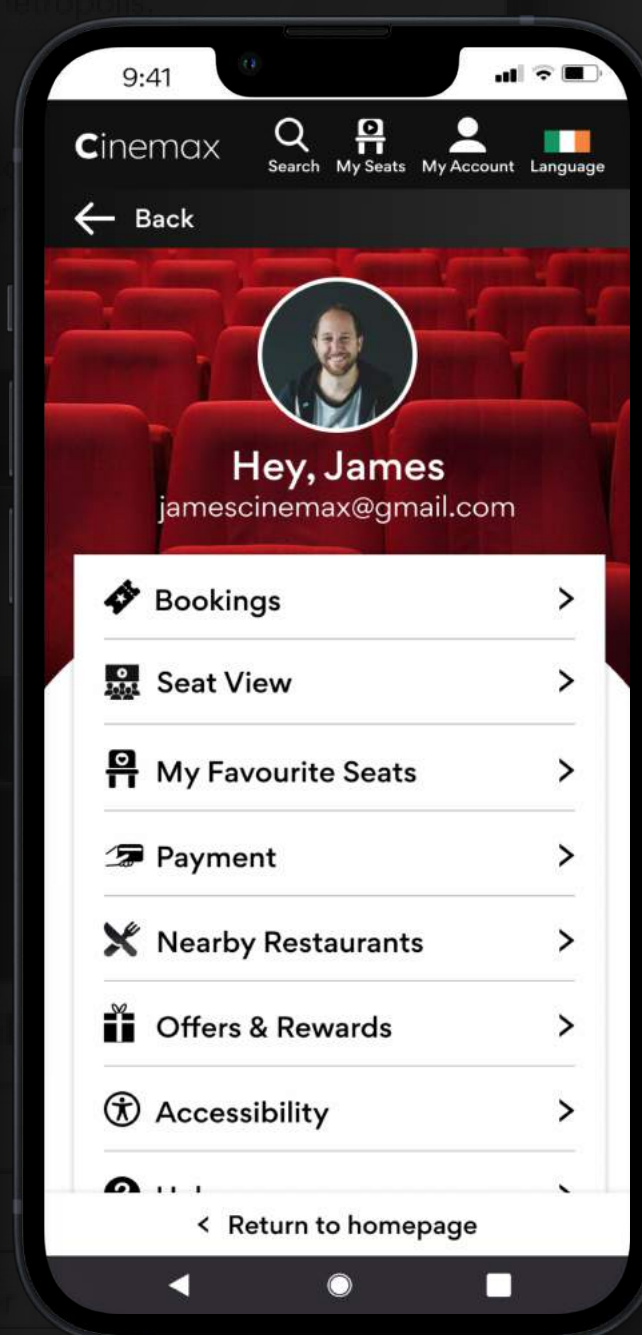 9:41
Cinemax
Search My Seats My Account Language
Back
Hey, James
jamescinemax@gmail.com
Bookings
Seat View
My Favourite Seats
Payment
Nearby Restaurants
Offers & Rewards
Accessibility
< Return to homepage